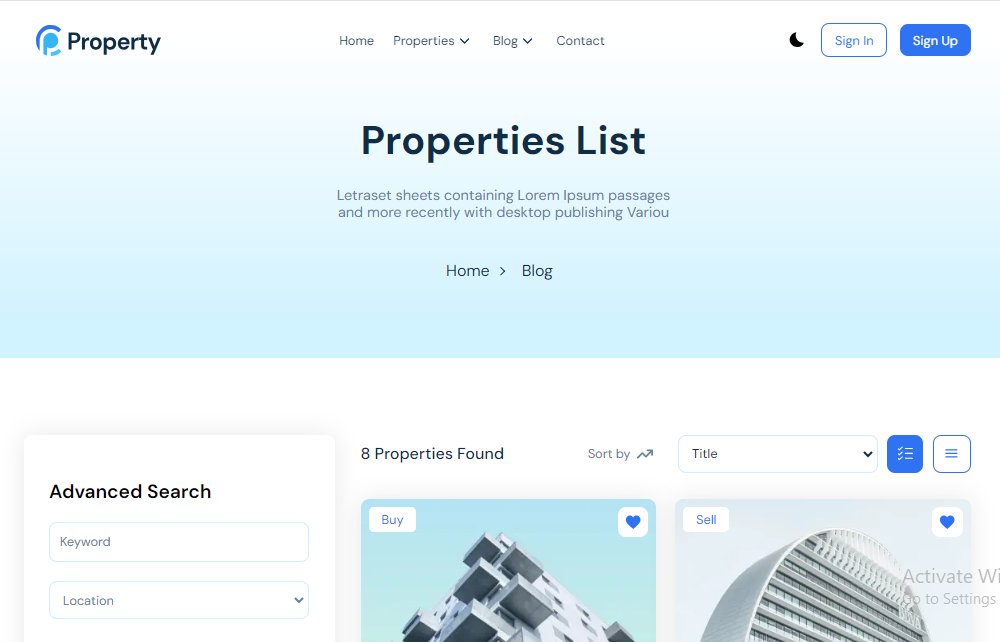 Property
Home Properties Blog Contact
Sign In Sign Up
Properties List
Letraset sheets containing Lorem Ipsum passages
and more recently with desktop publishing Variou
Home > Blog
Advanced Search
Keyword
Location
8 Properties Found
Sort by
Title
Buy
Sell
Activate Wi
Go to Settings